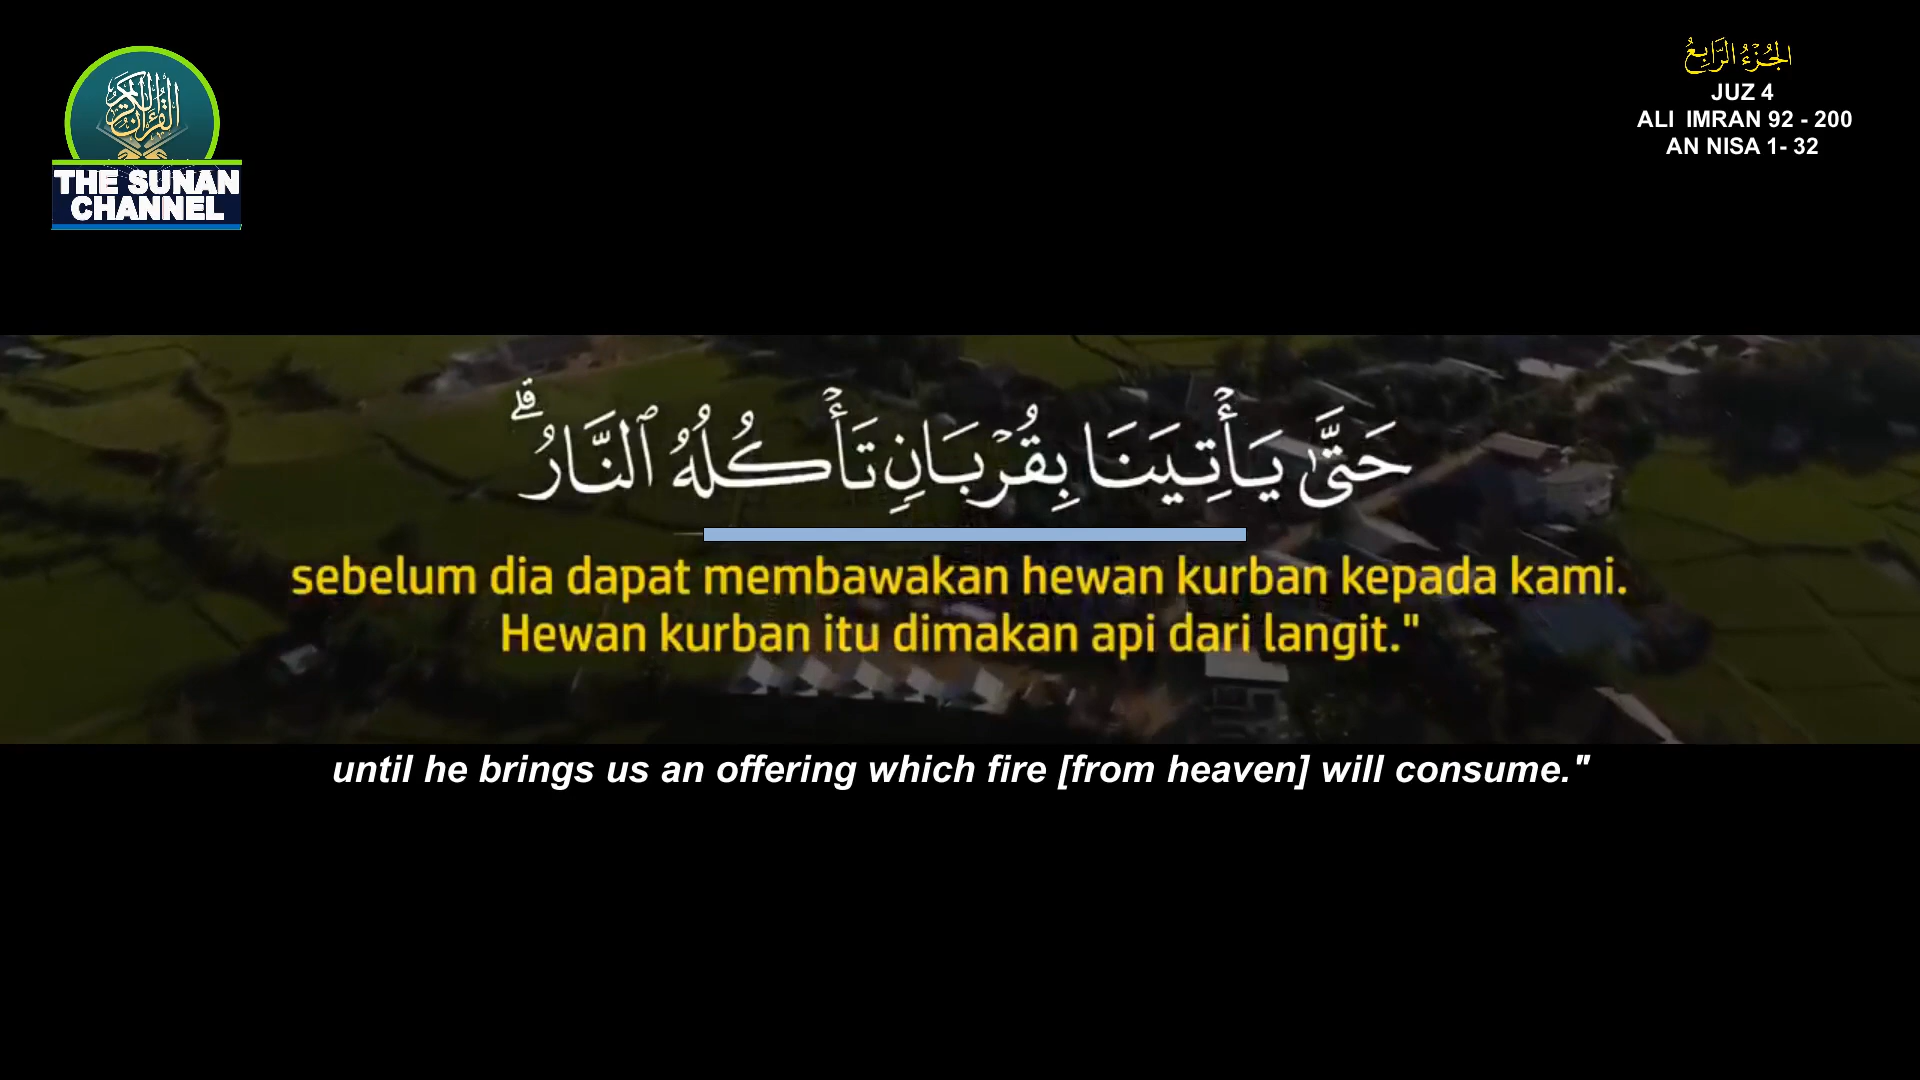 القرآن الكريم
THE SUNAN
CHANNEL
الجُزْءُ الرَّابِعُ
JUZ 4
ALI IMRAN 92 - 200
AN NISA 1- 32
حَتَّىٰ يَأْتِيَنَا بِقُرْبَانٍ تَأْكُلُهُ ٱلنَّارُ ۗ
sebelum dia dapat membawakan hewan kurban kepada kami.
Hewan kurban itu dimakan api dari langit."
until he brings us an offering which fire [from heaven] will consume."